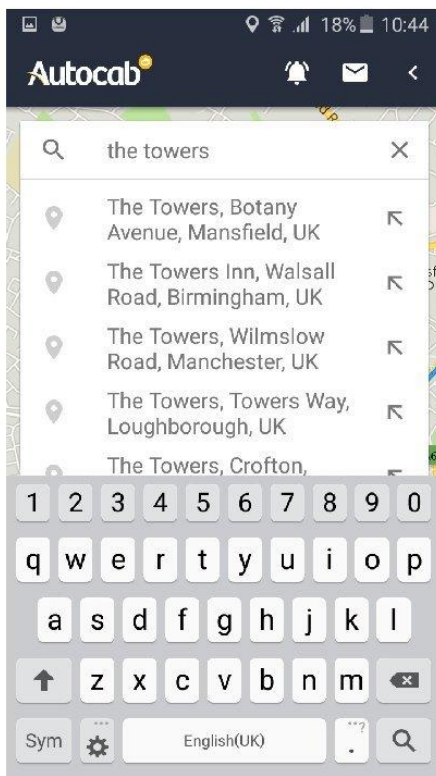 18% 10:44
Autocab
the towers
The Towers, Botany
Avenue, Mansfield, UK
The Towers Inn, Walsall
Road, Birmingham, UK
The Towers, Wilmslow
Road, Manchester, UK
The Towers, Towers Way,
Loughborough, UK
The Towers, Crofton,
1 2 3 4 5 6 7 8 9 0
q w e r t y u i o p
a s d f g h j k l
z x c v b n m
Sym English(UK) .